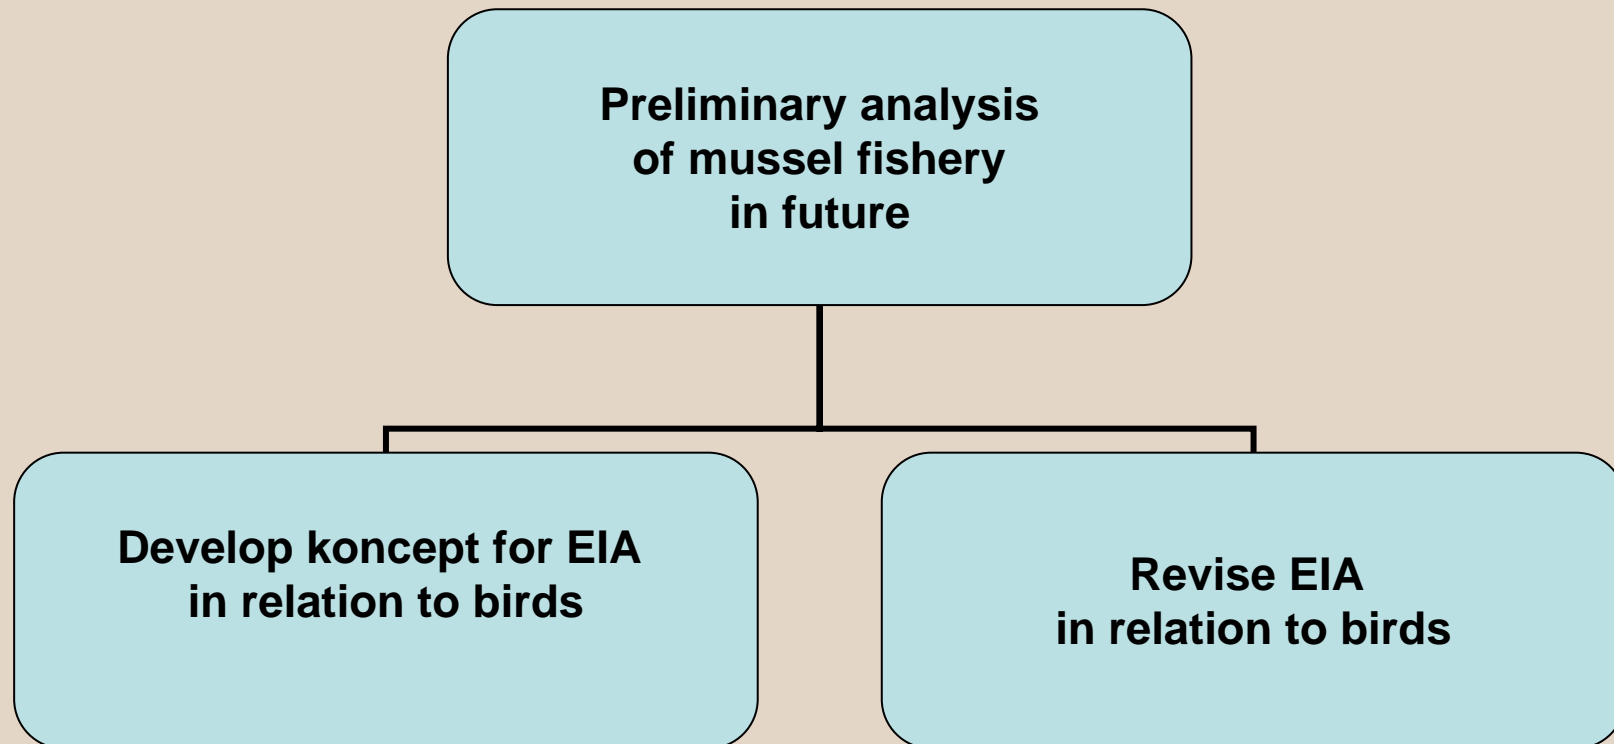 Preliminary analysis
of mussel fishery
in future
Develop koncept for EIA
in relation to birds
Revise EIA
in relation to birds